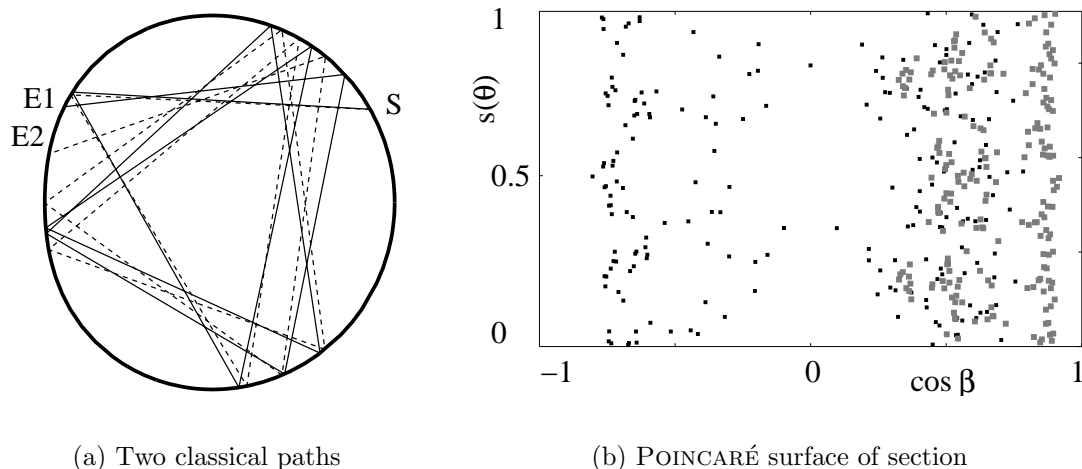 E1
E2
S
1
0.5
0
s(θ)
−1
0
1
cos β
(a) Two classical paths
(b) POINCARÉ surface of section